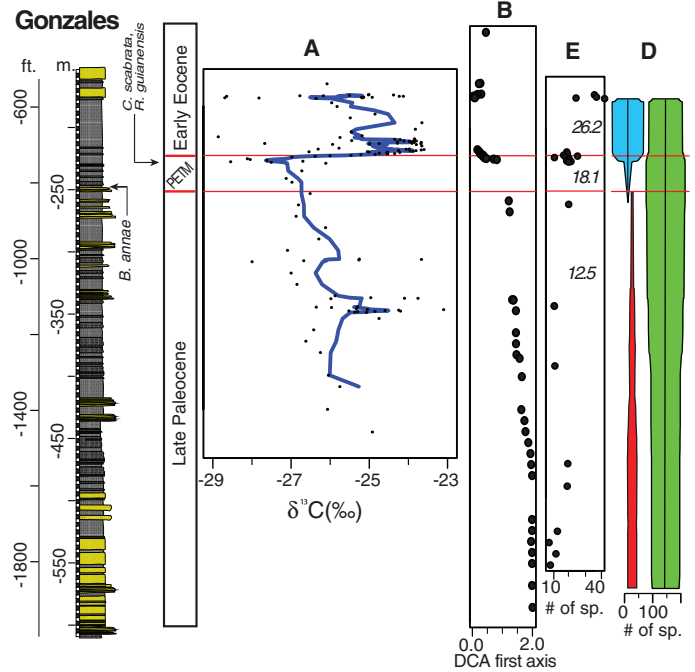 Gonzales
ft.
m.
C. scabrata,
R. guianensis
A
B
E
D
-600
-1000
-1400
-1800
-250
-350
-450
-550
B. annae
Early Eocene
PETM
Late Paleocene
26.2
18.1
12.5
-29
-27
-25
-23
δ¹³C(‰)
0.0
2.0
DCA first axis
10
40
# of sp.
0
100
# of sp.